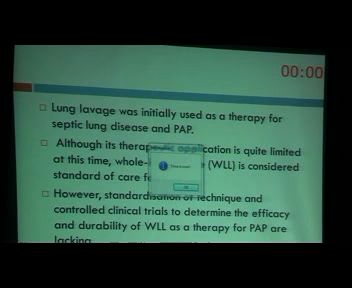 00:00
Lung lavage was initially used as a therapy for
septic lung disease and PAP.
Although its therapeutic application is quite limited
at this time, whole- (WLL) is considered
standard of care
However, standardisation of technique and
controlled clinical trials to determine the efficacy
and durability of WLL as a therapy for PAP are
lacking